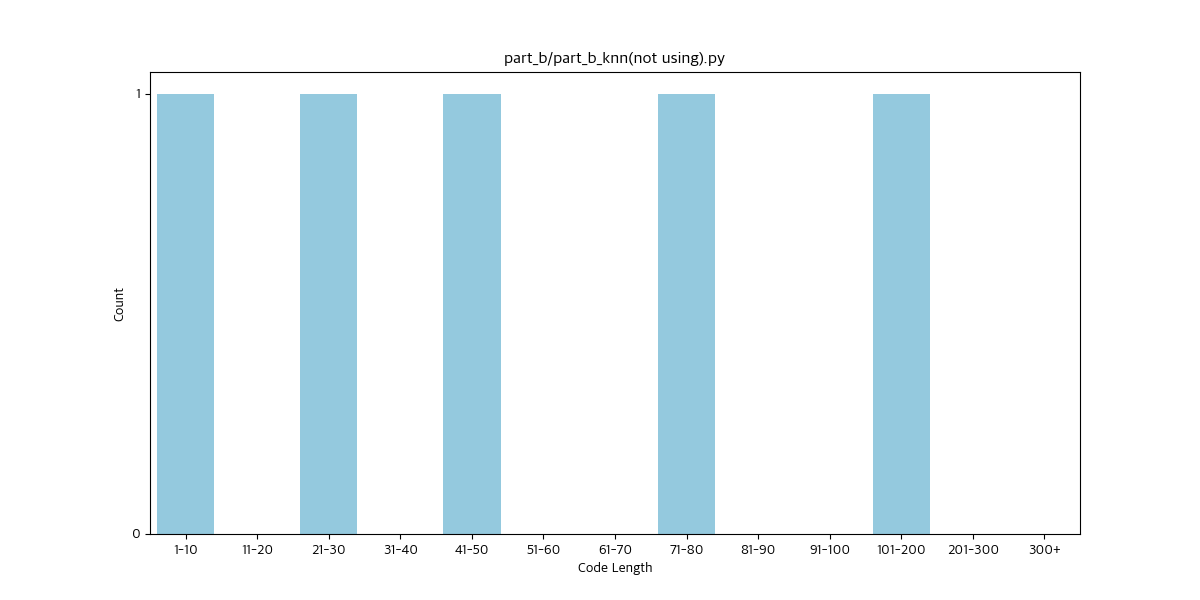 part_b/part_b_knn(not using).py
Count
1
0
1-10 11-20 21-30 31-40 41-50 51-60 61-70 71-80 81-90 91-100 101-200 201-300 300+
Code Length